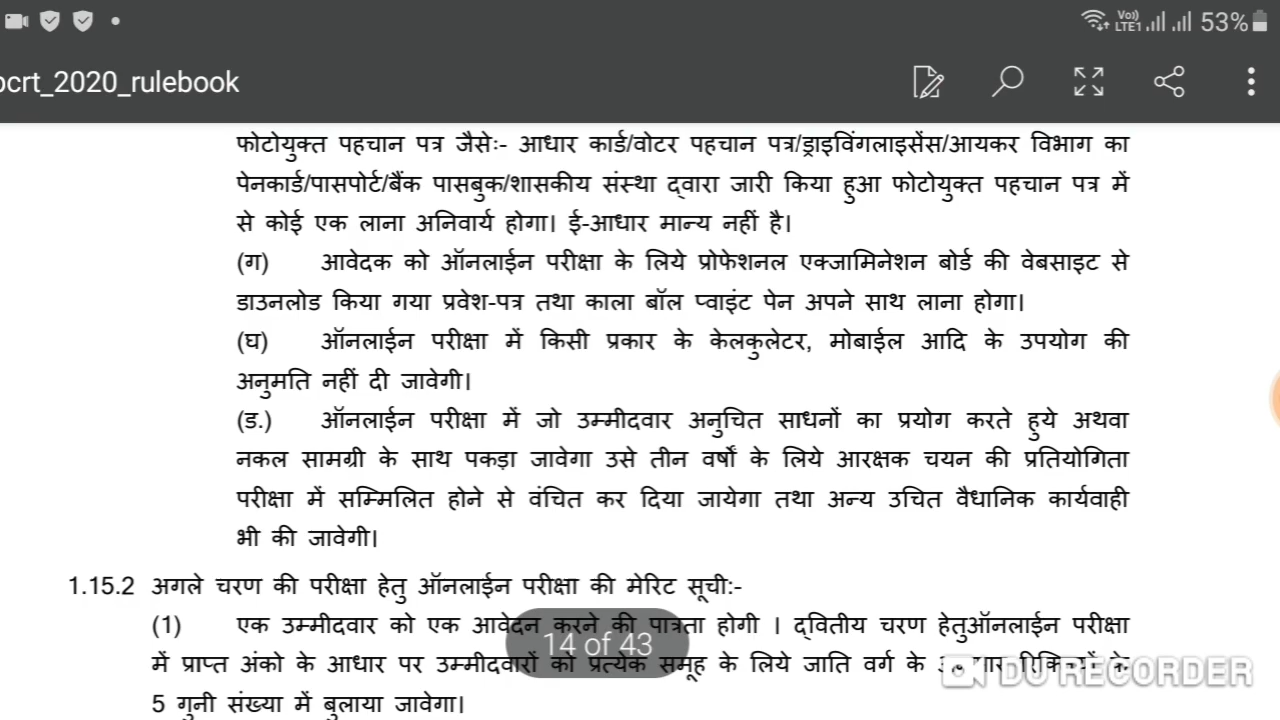 Vo))
LTE1
53%
pcrt_2020_rulebook
फोटोयुक्त पहचान पत्र जैसेः- आधार कार्ड/वोटर पहचान पत्र/ड्राइविंगलाइसेंस/आयकर विभाग का
पेनकार्ड/पासपोर्ट/बैंक पासबुक/शासकीय संस्था द्वारा जारी किया हुआ फोटोयुक्त पहचान पत्र में
से कोई एक लाना अनिवार्य होगा। ई-आधार मान्य नहीं है।
(ग) आवेदक को ऑनलाईन परीक्षा के लिये प्रोफेशनल एक्जामिनेशन बोर्ड की वेबसाइट से
डाउनलोड किया गया प्रवेश-पत्र तथा काला बॉल प्वाइंट पेन अपने साथ लाना होगा।
(घ) ऑनलाईन परीक्षा में किसी प्रकार के केलकुलेटर, मोबाईल आदि के उपयोग की
अनुमति नहीं दी जावेगी।
(ड.) ऑनलाईन परीक्षा में जो उम्मीदवार अनुचित साधनों का प्रयोग करते हुये अथवा
नकल सामग्री के साथ पकड़ा जावेगा उसे तीन वर्षों के लिये आरक्षक चयन की प्रतियोगिता
परीक्षा में सम्मिलित होने से वंचित कर दिया जायेगा तथा अन्य उचित वैधानिक कार्यवाही
भी की जावेगी।
1.15.2 अगले चरण की परीक्षा हेतु ऑनलाईन परीक्षा की मेरिट सूची:-
(1) एक उम्मीदवार को एक आवेदन करने की पात्रता होगी । द्वितीय चरण हेतुऑनलाईन परीक्षा
14 of 43
में प्राप्त अंको के आधार पर उम्मीदवारों को प्रत्येक समूह के लिये जाति वर्ग के
DU RECORDER
5 गुनी संख्या में बुलाया जावेगा।